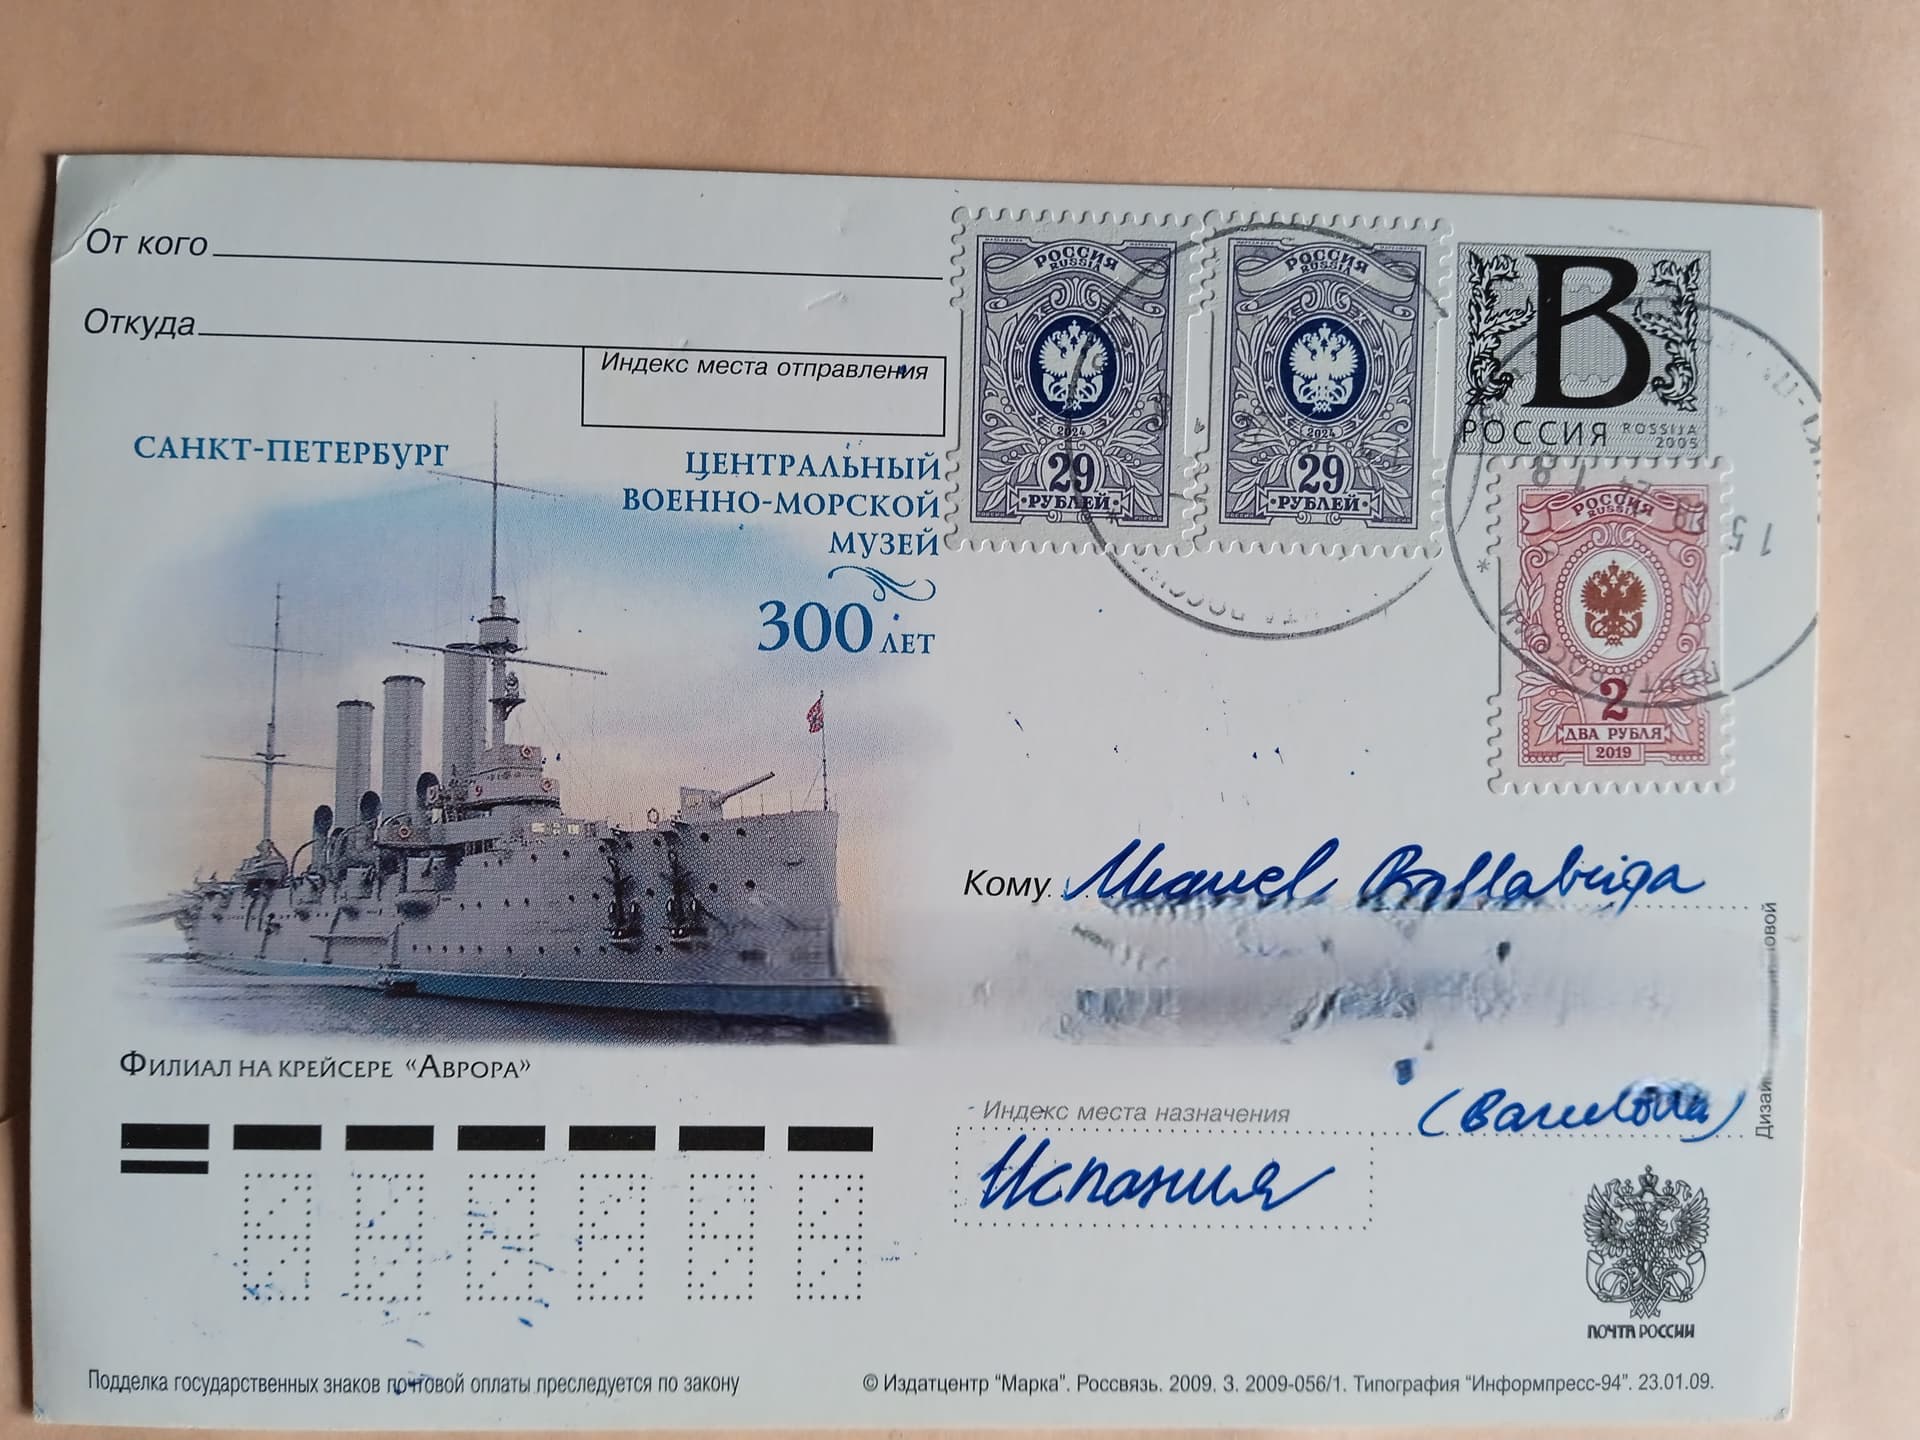 От кого
Откуда
Индекс места отправления
САНКТ-ПЕТЕРБУРГ
ЦЕНТРАЛЬНЫЙ
ВОЕННО-МОРСКОЙ
МУЗЕЙ
300 ЛЕТ
ФИЛИАЛ НА КРЕЙСЕРЕ «АВРОРА»
РОССИЯ
RUSSIA
2024
29
РУБЛЕЙ
РОССИЯ
RUSSIA
2024
29
РУБЛЕЙ
В
РОССИЯ ROSSIJA
2005
РОССИЯ
RUSSIA
2
ДВА РУБЛЯ
2019
Кому Miquel
(Barcelona)
Индекс места назначения
Испания
ПОЧТА РОССИИ
Подделка государственных знаков почтовой оплаты преследуется по закону
© Издатцентр "Марка". Россвязь. 2009. З. 2009-056/1. Типография "Информпресс-94". 23.01.09.